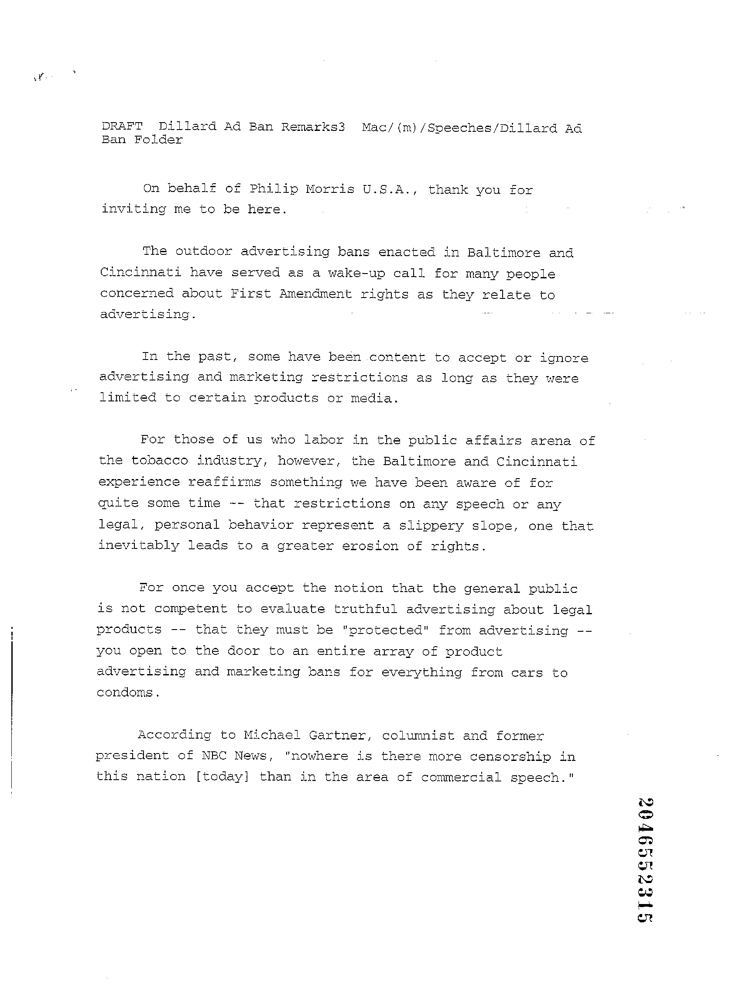 DRAFT  Dillard Ad Ban Remarks3  Mac/(m)/Speeches/Dillard Ad
Ban Folder
On behalf of Philip Morris U.S.A., thank you for
inviting me to be here.
The outdoor advertising bans enacted in Baltimore and
Cincinnati have served as a wake-up call for many people
concerned about First Amendment rights as they relate to
advertising.
In the past, some have been content to accept or ignore
advertising and marketing restrictions as long as they were
limited to certain products or media.
For those of us who labor in the public affairs arena of
the tobacco industry, however, the Baltimore and Cincinnati
experience reaffirms something we have been aware of for
quite some time -- that restrictions on any speech or any
legal, personal behavior represent a slippery slope, one that
inevitably leads to a greater erosion of rights.
For once you accept the notion that the general public
is not competent to evaluate truthful advertising about legal
products -- that they must be "protected" from advertising --
you open to the door to an entire array of product
advertising and marketing bans for everything from cars to
condoms.
According to Michael Gartner, columnist and former
president of NBC News, "nowhere is there more censorship in
this nation [today] than in the area of commercial speech."
2046552315